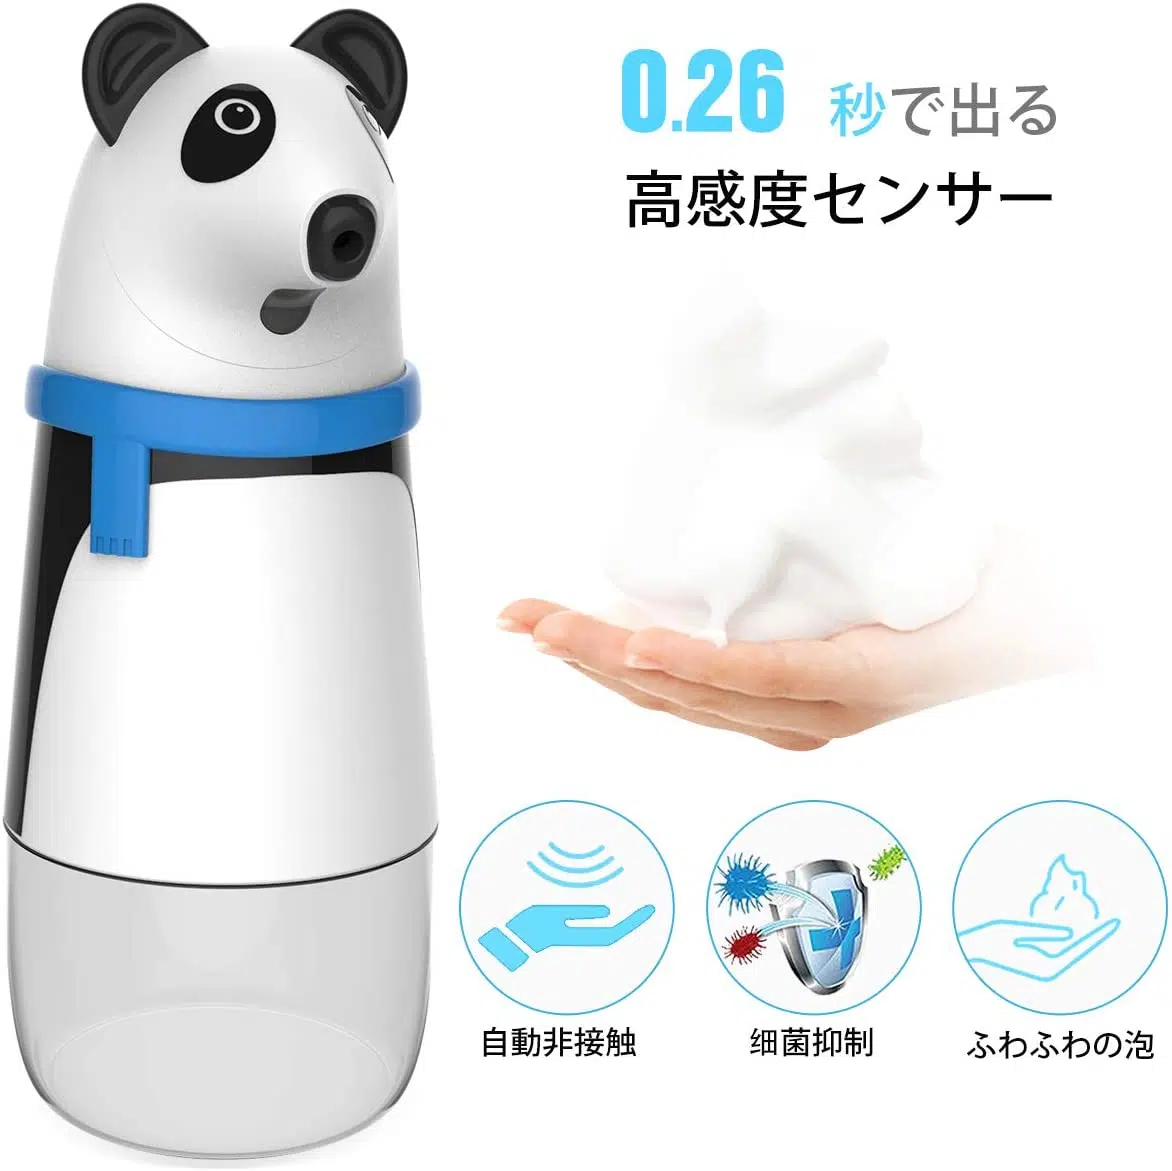 0.26 秒で出る
高感度センサー
自動非接触
细菌抑制
ふわふわの泡